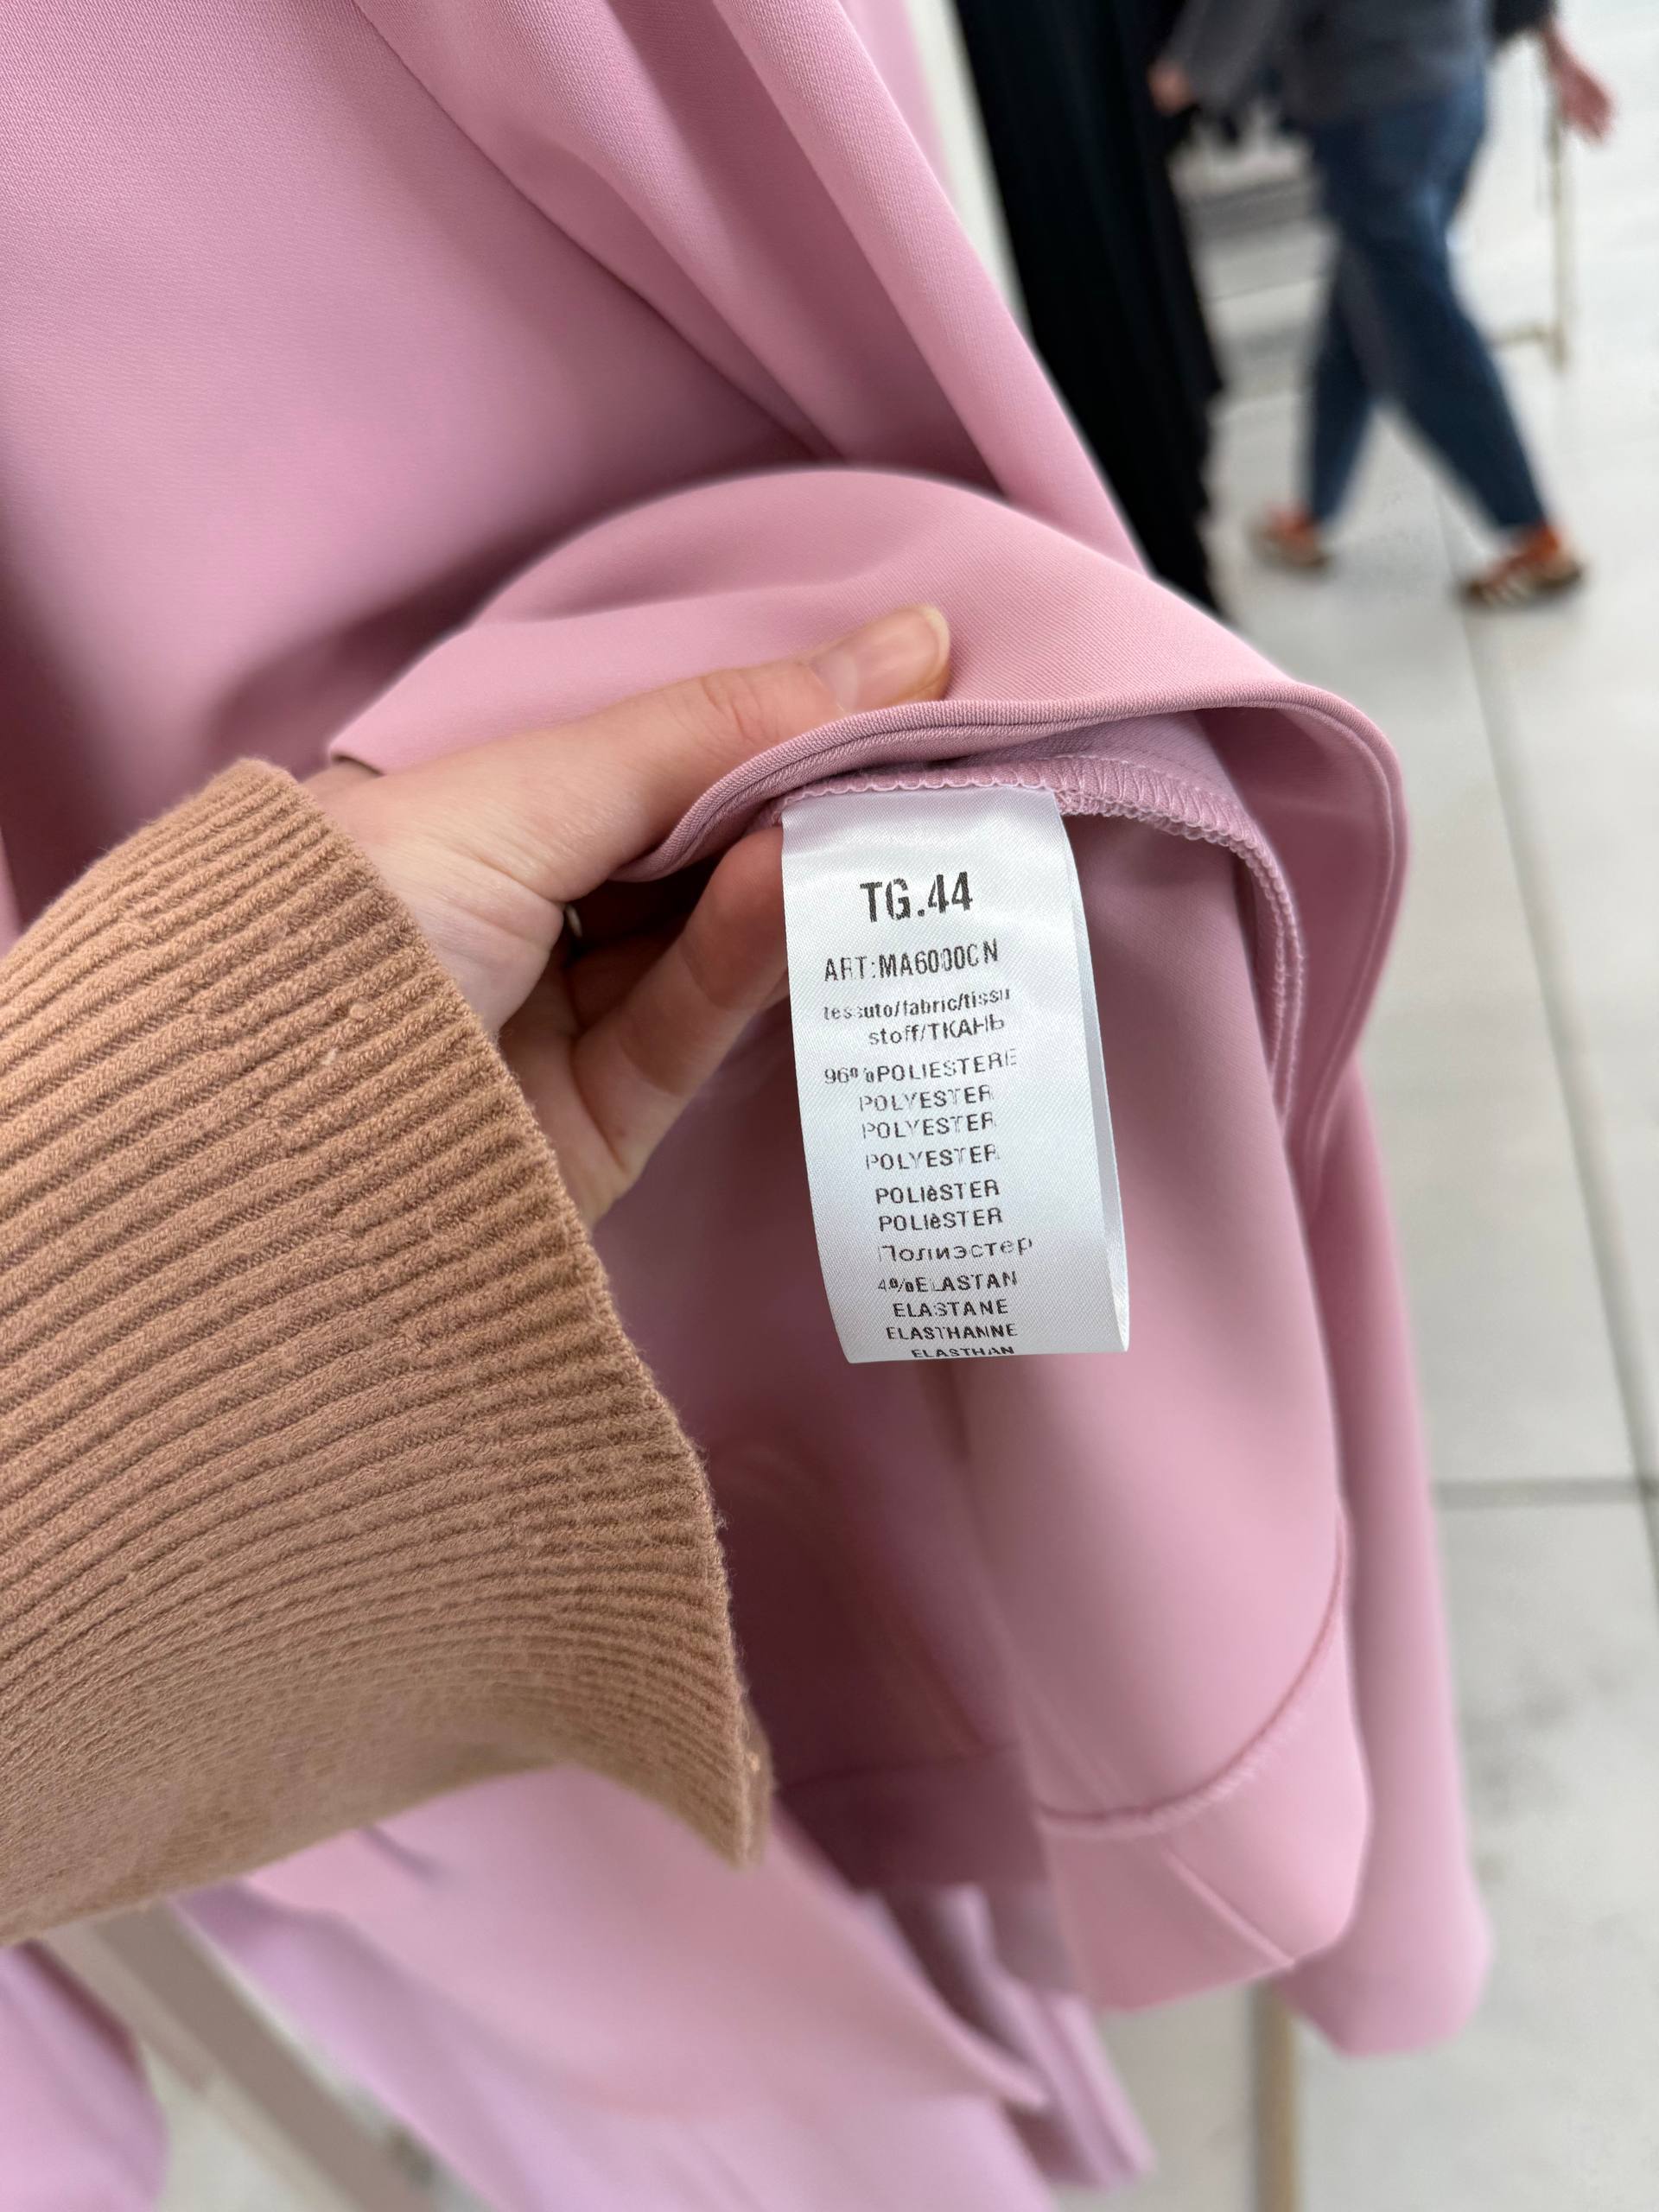 TG.44
ART:MA6000CN
tessuto/fabric/tissu
stoff/ТКАНЬ
96%POLIESTERE
POLYESTER
POLYESTER
POLYESTER
POLIèSTER
POLIèSTER
Полиэстер
4%ELASTAN
ELASTANE
ELASTHANNE
ELASTHAN